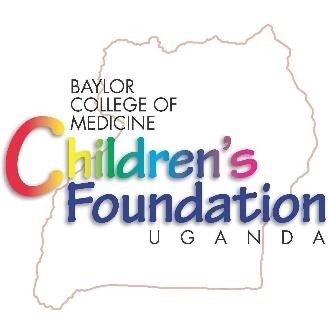 BAYLOR
COLLEGE OF
MEDICINE
Children's
Foundation
UGANDA